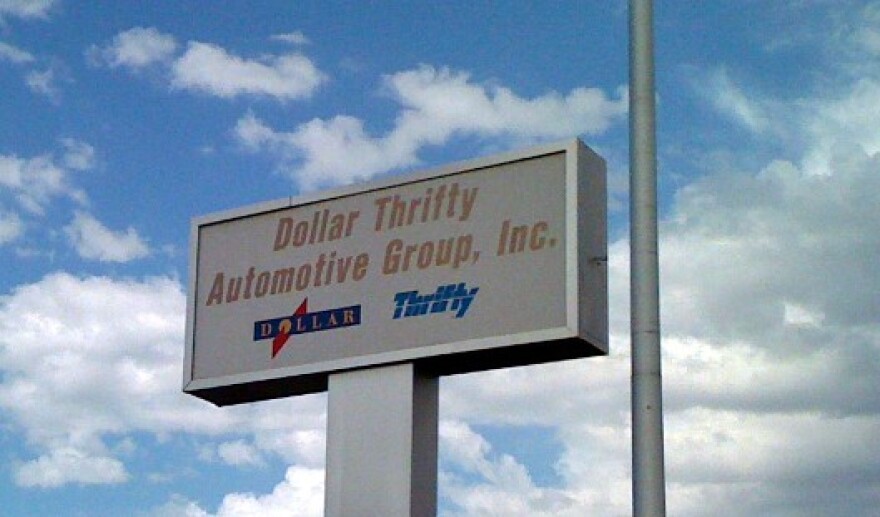 Dollar Thrifty
Automotive Group, Inc.
DOLLAR Thrifty